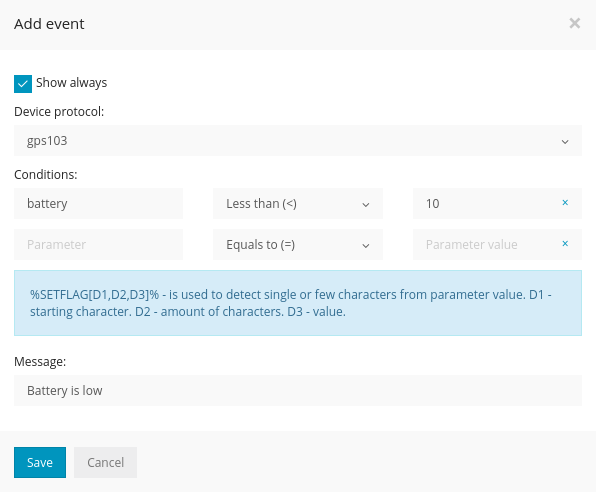 Add event
×
Show always
Device protocol:
gps103
Conditions:
battery Less than (<) 10 ×
Parameter Equals to (=) Parameter value ×
%SETFLAG[D1,D2,D3]% - is used to detect single or few characters from parameter value. D1 -
starting character. D2 - amount of characters. D3 - value.
Message:
Battery is low
Save Cancel